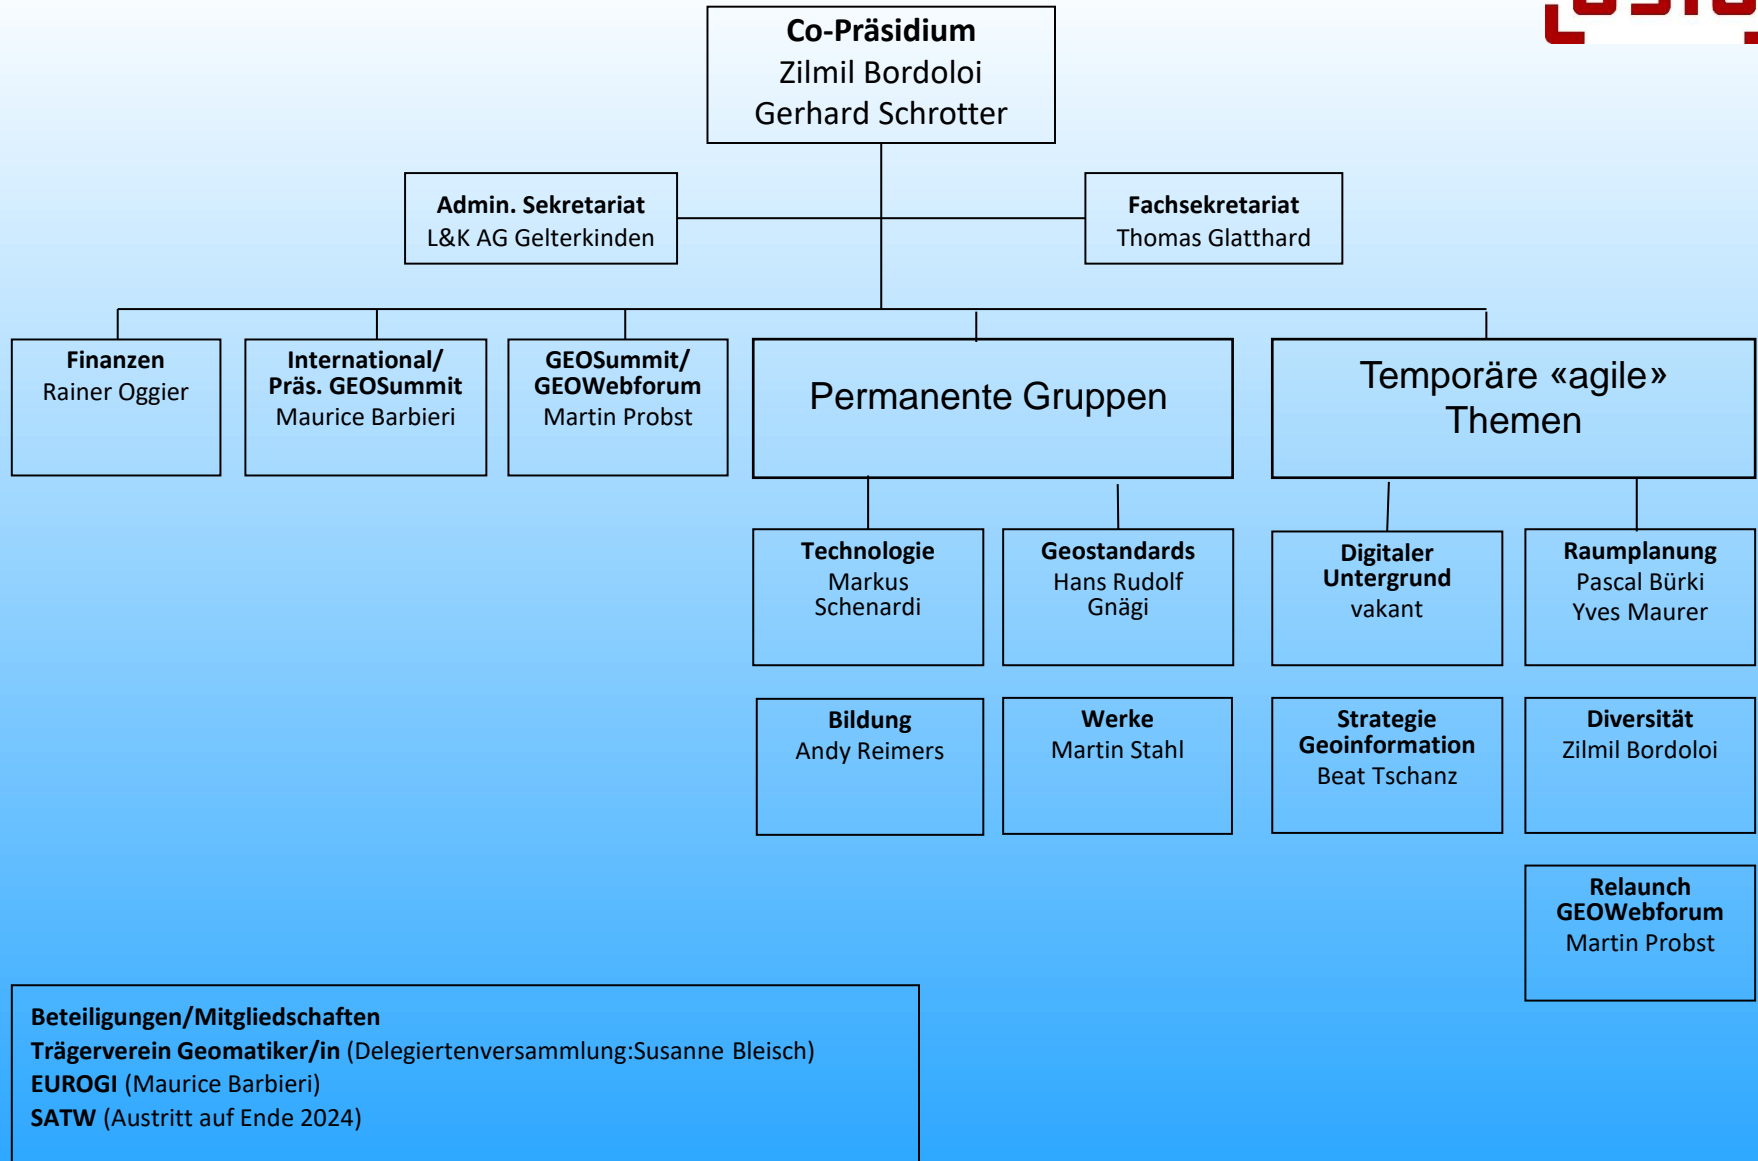 Co-Präsidium
Zilmil Bordoloi
Gerhard Schrotter
Admin. Sekretariat
L&K AG Gelterkinden
Fachsekretariat
Thomas Glatthard
Finanzen
Rainer Oggier
International/
Präs. GEOSummit
Maurice Barbieri
GEOSummit/
GEOWebforum
Martin Probst
Permanente Gruppen
Temporäre «agile»
Themen
Technologie
Markus
Schenardi
Geostandards
Hans Rudolf
Gnägi
Digitaler
Untergrund
vakant
Raumplanung
Pascal Bürki
Yves Maurer
Bildung
Andy Reimers
Werke
Martin Stahl
Strategie
Geoinformation
Beat Tschanz
Diversität
Zilmil Bordoloi
Relaunch
GEOWebforum
Martin Probst
Beteiligungen/Mitgliedschaften
Trägerverein Geomatiker/in (Delegiertenversammlung:Susanne Bleisch)
EUROGI (Maurice Barbieri)
SATW (Austritt auf Ende 2024)